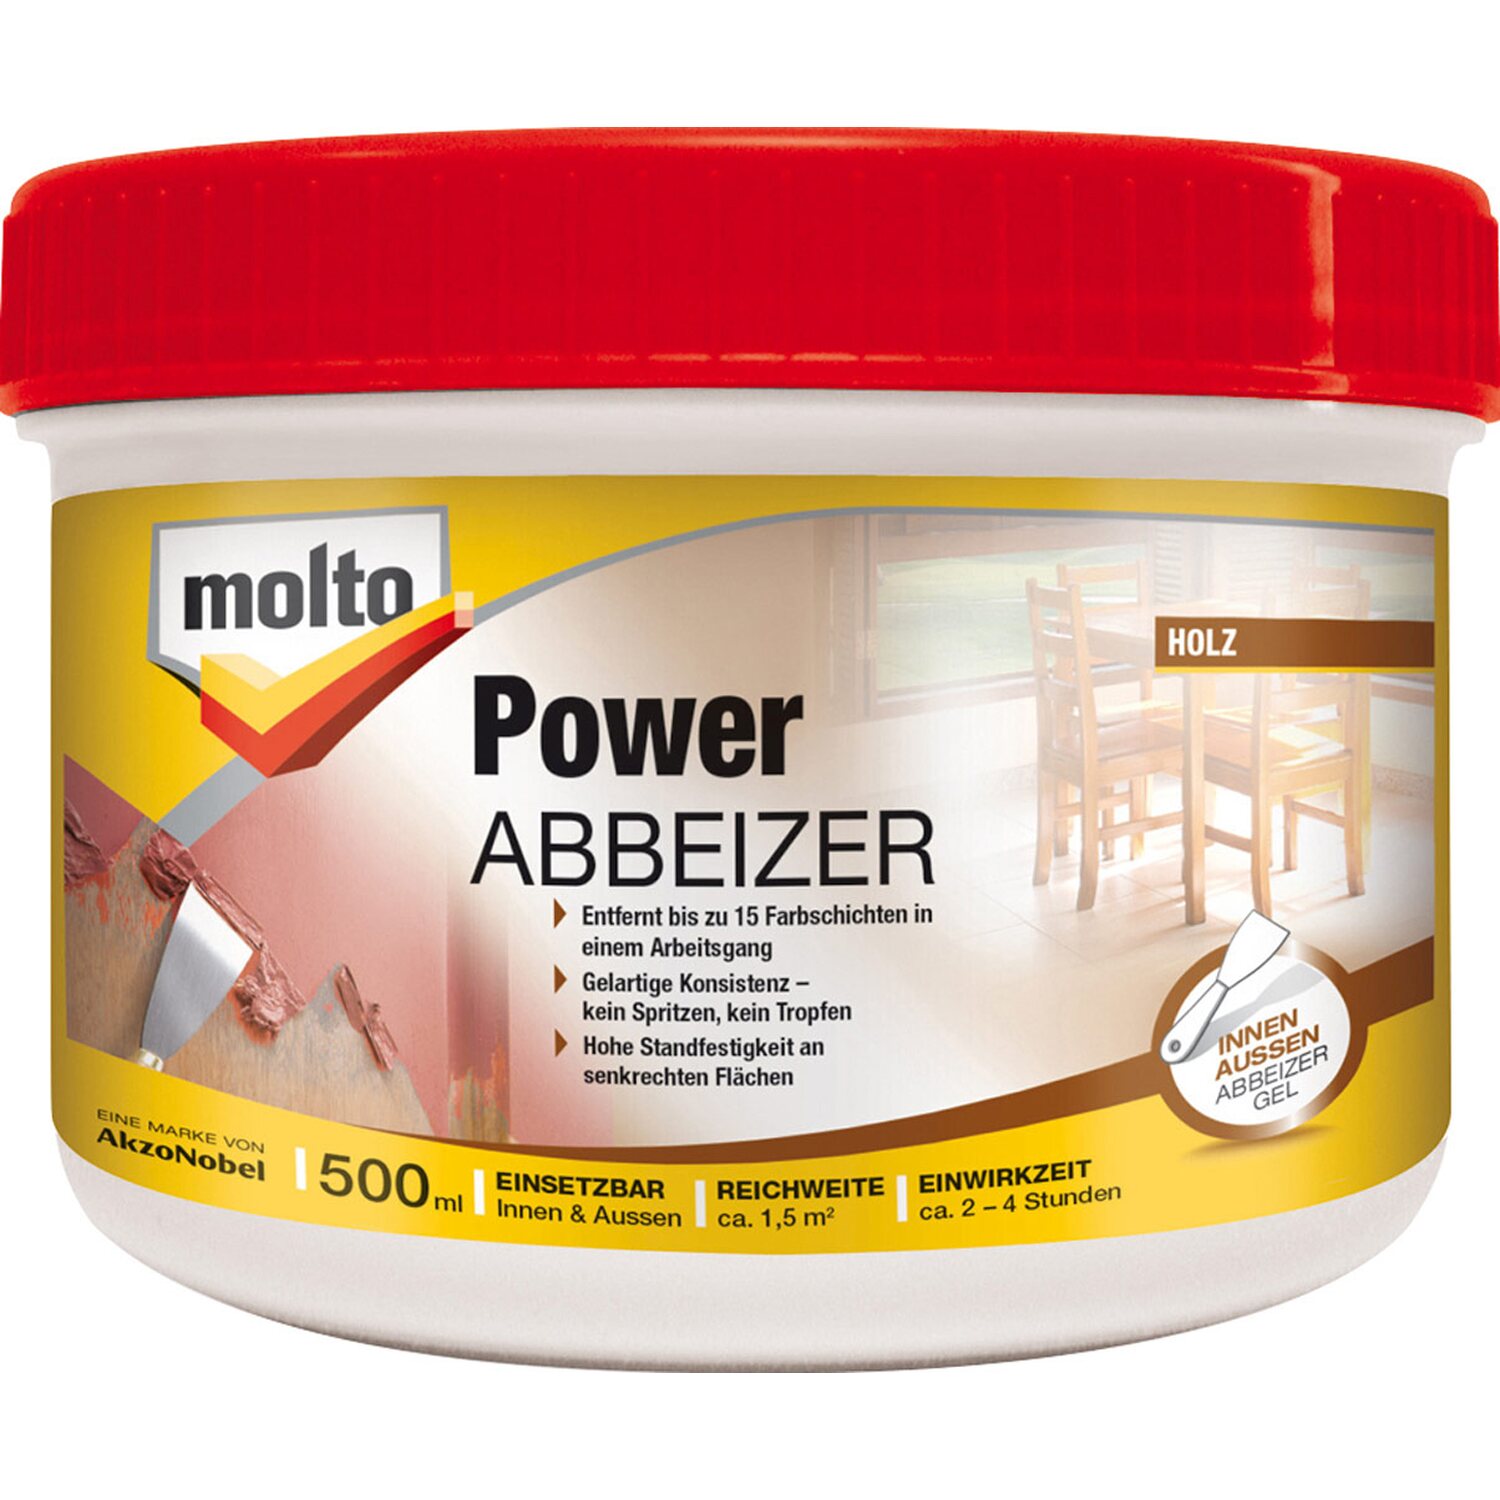 molto
HOLZ
Power
ABBEIZER
Entfernt bis zu 15 Farbschichten in
einem Arbeitsgang
Gelartige Konsistenz –
kein Spritzen, kein Tropfen
Hohe Standfestigkeit an
senkrechten Flächen
INNEN
AUSSEN
ABBEIZER
GEL
EINE MARKE VON
AkzoNobel
500 ml
EINSETZBAR
Innen & Aussen
REICHWEITE
ca. 1,5 m²
EINWIRKZEIT
ca. 2 – 4 Stunden